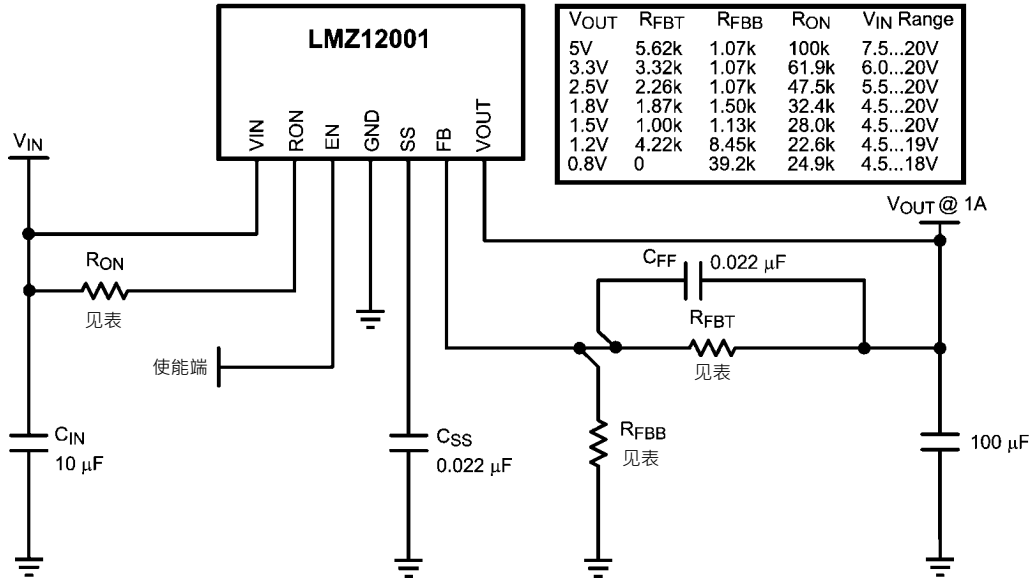 LMZ12001
VIN
RON
EN
GND
SS
FB
VOUT
VOUT RFBT RFBB RON VIN Range
5V 5.62k 1.07k 100k 7.5...20V
3.3V 3.32k 1.07k 61.9k 6.0...20V
2.5V 2.26k 1.07k 47.5k 5.5...20V
1.8V 1.87k 1.50k 32.4k 4.5...20V
1.5V 1.00k 1.13k 28.0k 4.5...20V
1.2V 4.22k 8.45k 22.6k 4.5...19V
0.8V 0 39.2k 24.9k 4.5...18V
VIN
VOUT @ 1A
RON
见表
CFF 0.022 μF
RFBT
见表
使能端
CIN
10 μF
CSS
0.022 μF
RFBB
见表
100 μF